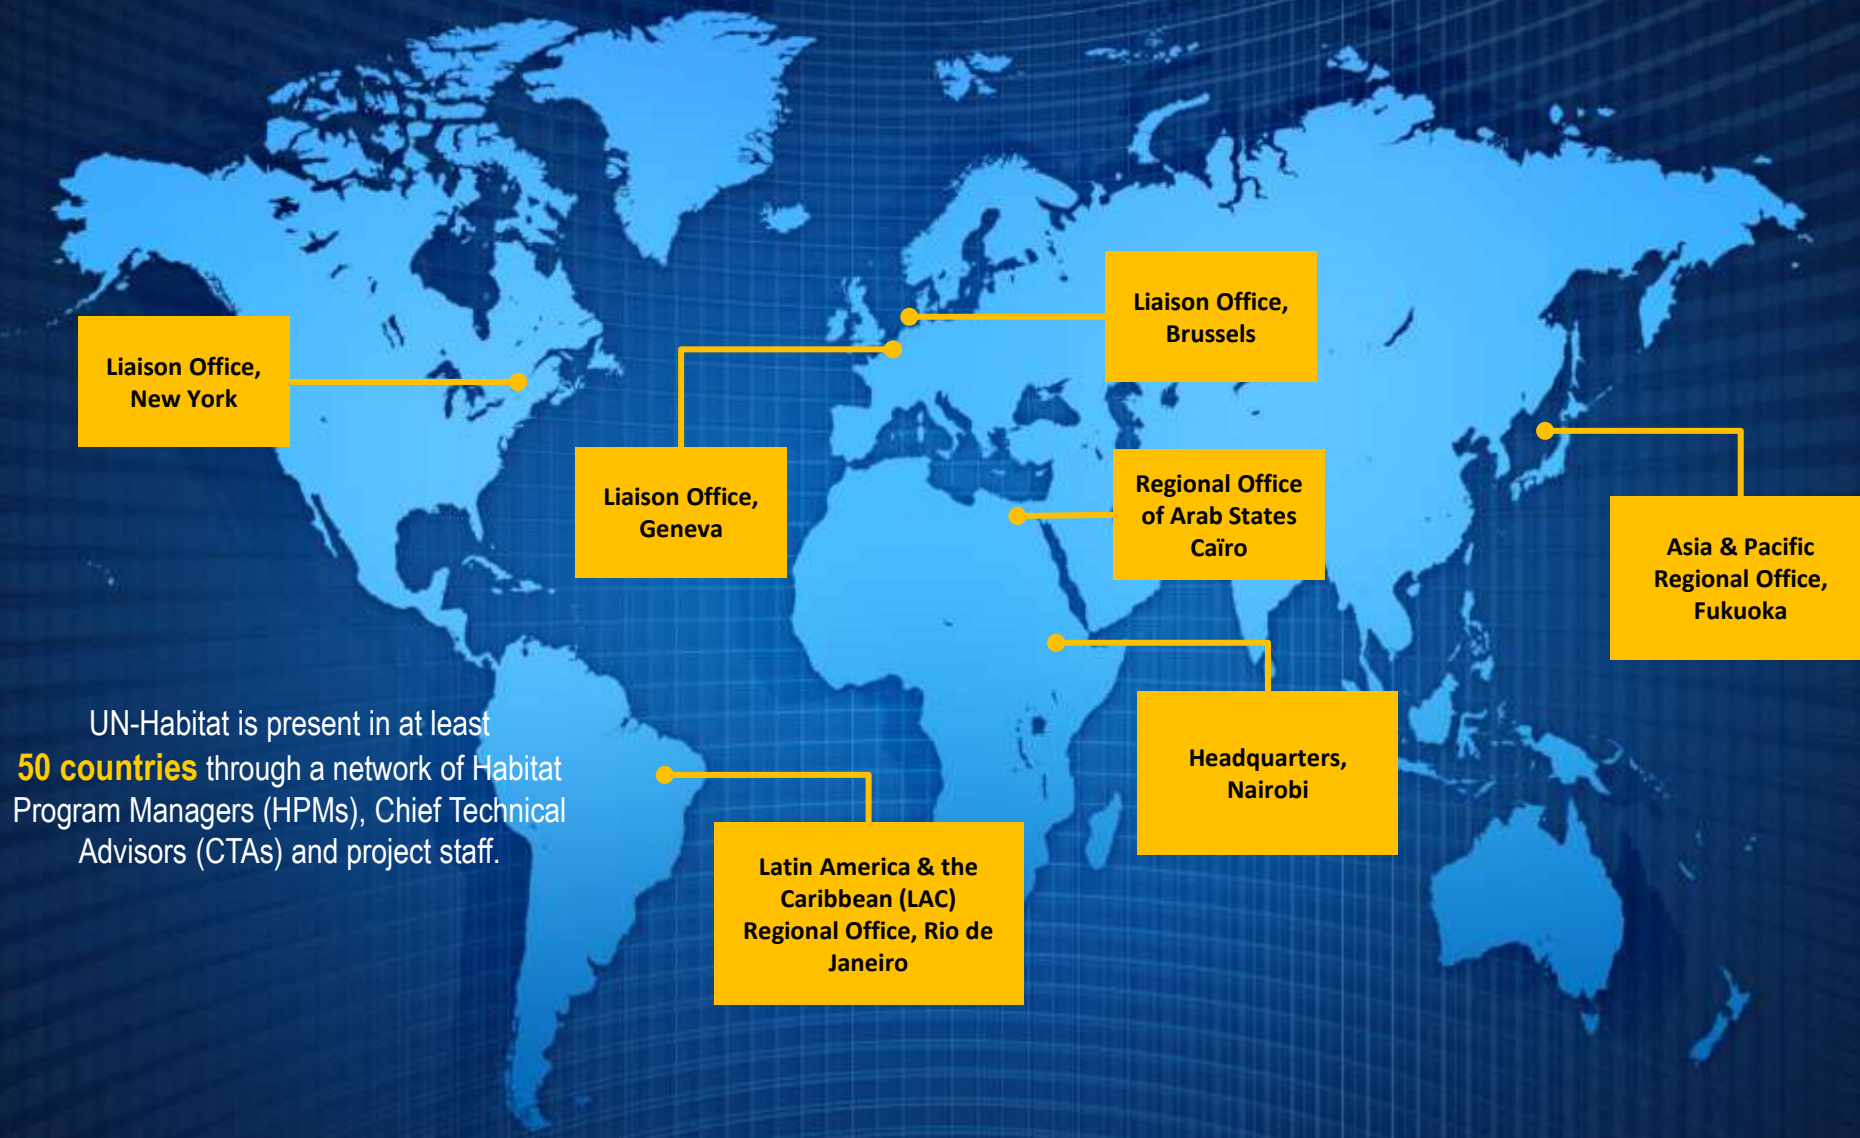 Liaison Office,
Brussels
Liaison Office,
New York
Liaison Office,
Geneva
Regional Office
of Arab States
Caïro
Asia & Pacific
Regional Office,
Fukuoka
Headquarters,
Nairobi
UN-Habitat is present in at least
50 countries through a network of Habitat
Program Managers (HPMs), Chief Technical
Advisors (CTAs) and project staff.
Latin America & the
Caribbean (LAC)
Regional Office, Rio de
Janeiro